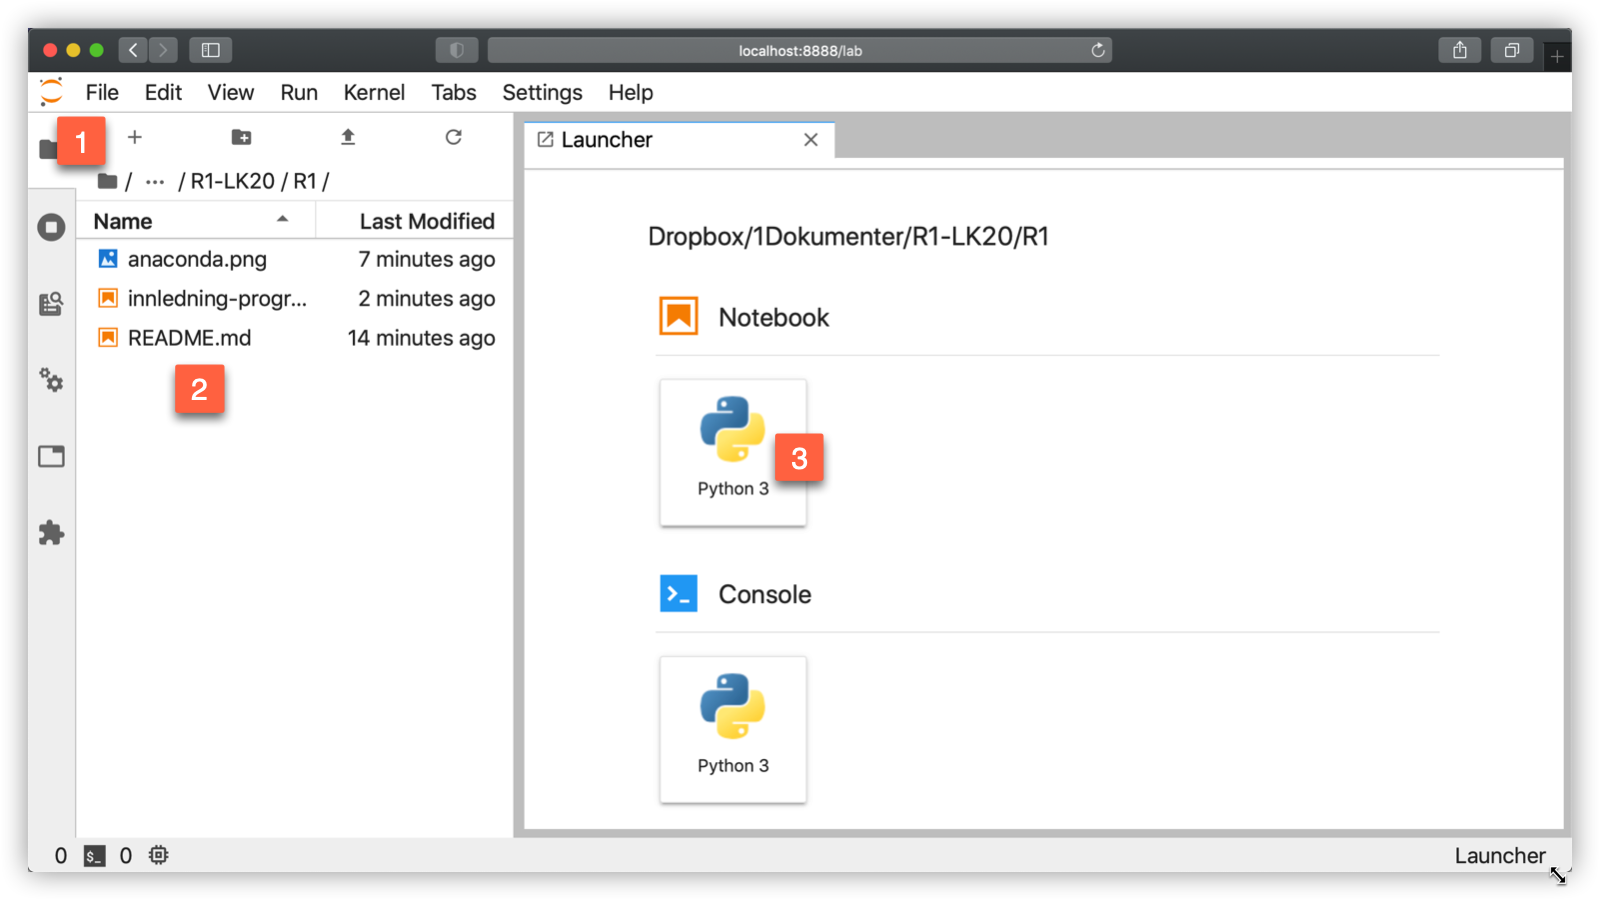 localhost:8888/lab
File Edit View Run Kernel Tabs Settings Help
1
/ ... / R1-LK20 / R1 /
Name Last Modified
anaconda.png 7 minutes ago
innledning-progr... 2 minutes ago
README.md 14 minutes ago
2
Launcher
Dropbox/1Dokumenter/R1-LK20/R1
Notebook
Python 3
3
Console
Python 3
0 $_ 0 Launcher